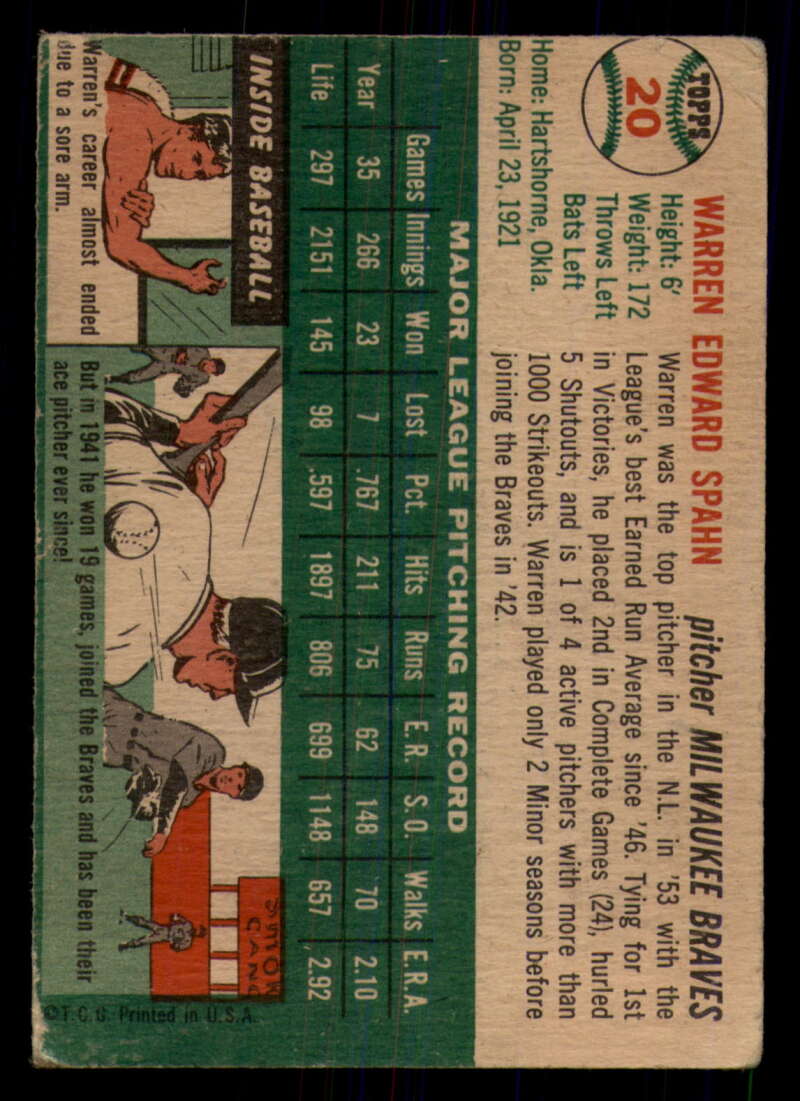 TOPPS
20
WARREN EDWARD SPAHN pitcher MILWAUKEE BRAVES
Height: 6'
Weight: 172
Throws Left
Bats Left
Home: Hartshorne, Okla.
Born: April 23, 1921
Warren was the top pitcher in the N.L. in '53 with the
League's best Earned Run Average since '46. Tying for 1st
in Victories, he placed 2nd in Complete Games (24), hurled
5 Shutouts, and is 1 of 4 active pitchers with more than
1000 Strikeouts. Warren played only 2 Minor seasons before
joining the Braves in '42.
MAJOR LEAGUE PITCHING RECORD
Games Innings Won Lost Pct. Hits Runs E.R. S.O. Walks E.R.A.
Year 35 266 23 7 .767 211 75 62 148 70 2.10
Life 297 2151 145 98 .597 1897 806 699 1148 657 2.92
INSIDE BASEBALL
Warren's career almost ended
due to a sore arm.
But in 1941 he won 19 games, joined the Braves and has been their
ace pitcher ever since!
©T.C.G. Printed in U.S.A.